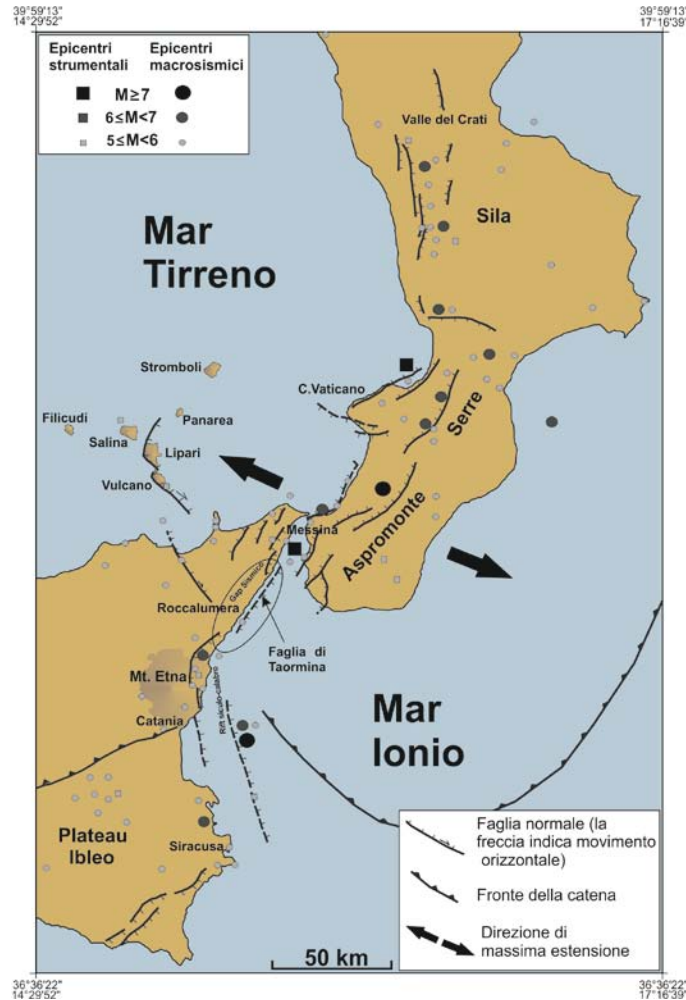 39°59'13"
14°29'52"
39°59'13"
17°16'39"
Epicentri
strumentali
Epicentri
macrosismici
M≥7
6≤M<7
5≤M<6
Valle del Crati
Sila
Mar
Tirreno
Stromboli
C.Vaticano
Filicudi
Panarea
Salina
Lipari
Serre
Vulcano
Messina
Aspromonte
Gap Sismico
Roccalumera
Faglia di
Taormina
Mt. Etna
Rift siculo-calabro
Catania
Mar
Ionio
Plateau
Ibleo
Siracusa
Faglia normale (la
freccia indica movimento
orizzontale)
Fronte della catena
Direzione di
massima estensione
50 km
36°36'22"
14°29'52"
36°36'22"
17°16'39"